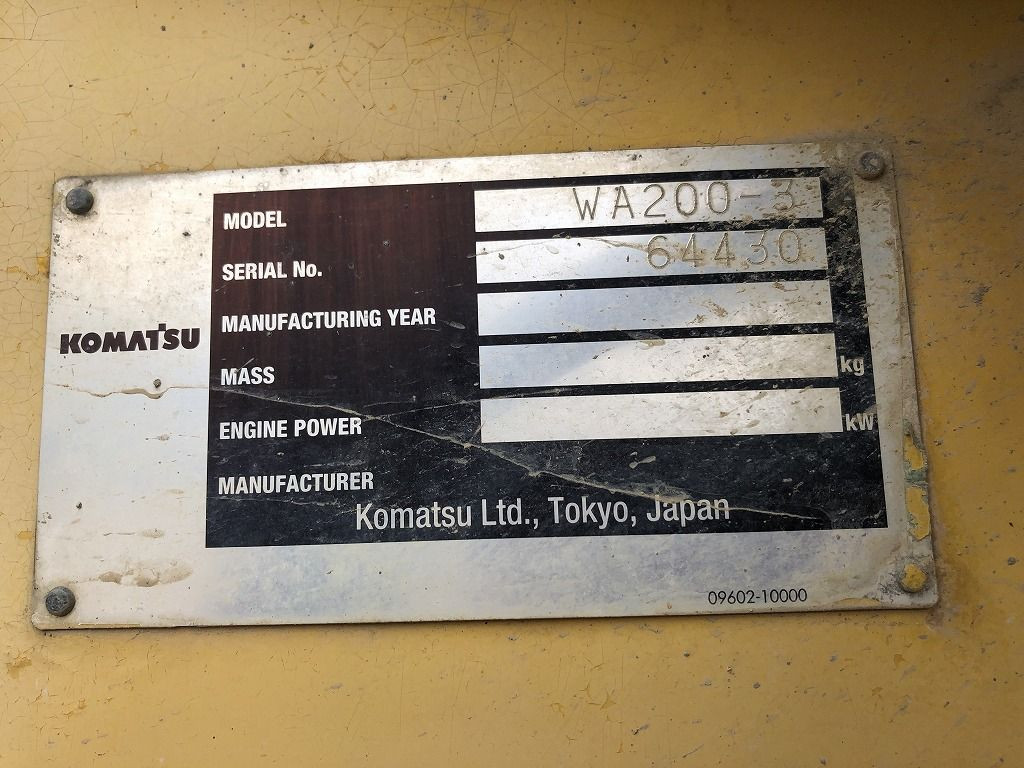 KOMATSU
MODEL WA200-3
SERIAL No. 64430
MANUFACTURING YEAR
MASS kg
ENGINE POWER kW
MANUFACTURER
Komatsu Ltd., Tokyo, Japan
09602-10000